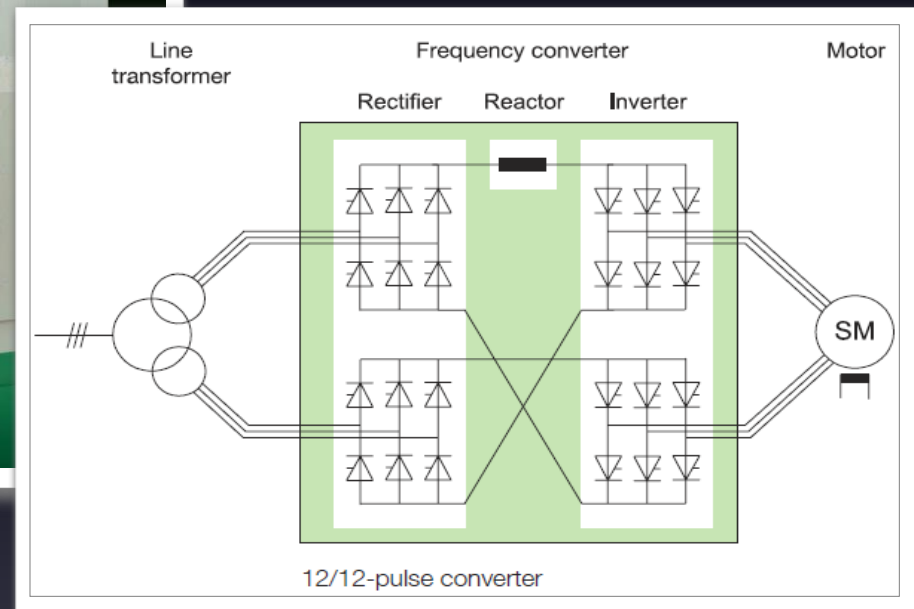 Line
transformer
Frequency converter
Motor
Rectifier
Reactor
Inverter
SM
12/12-pulse converter